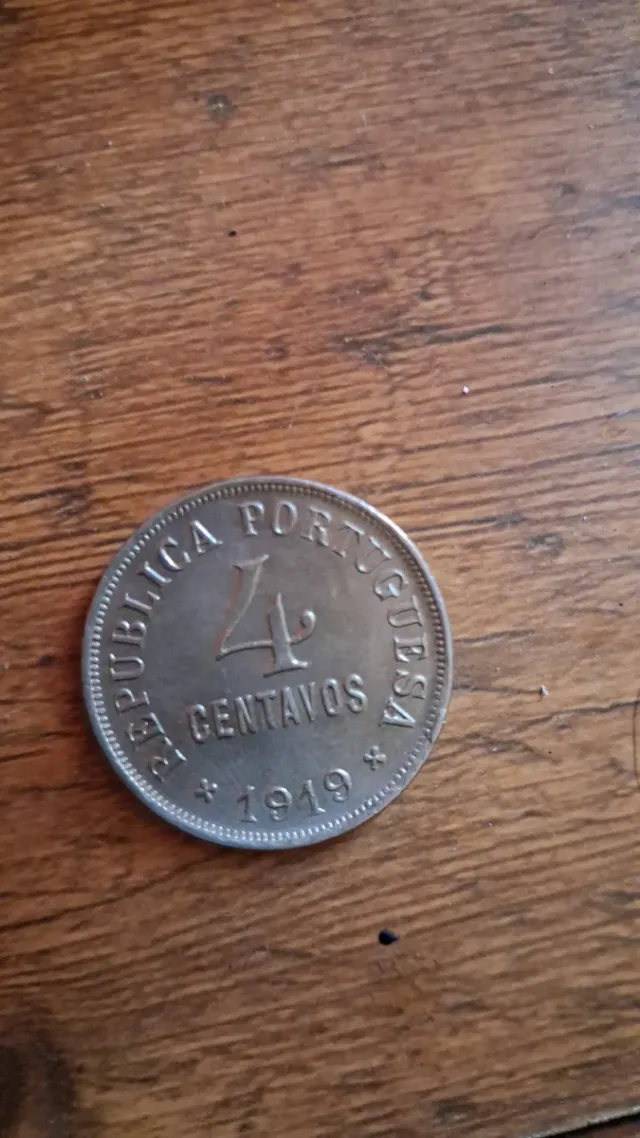 REPUBLICA PORTUGUESA
4
CENTAVOS
* 1919 *